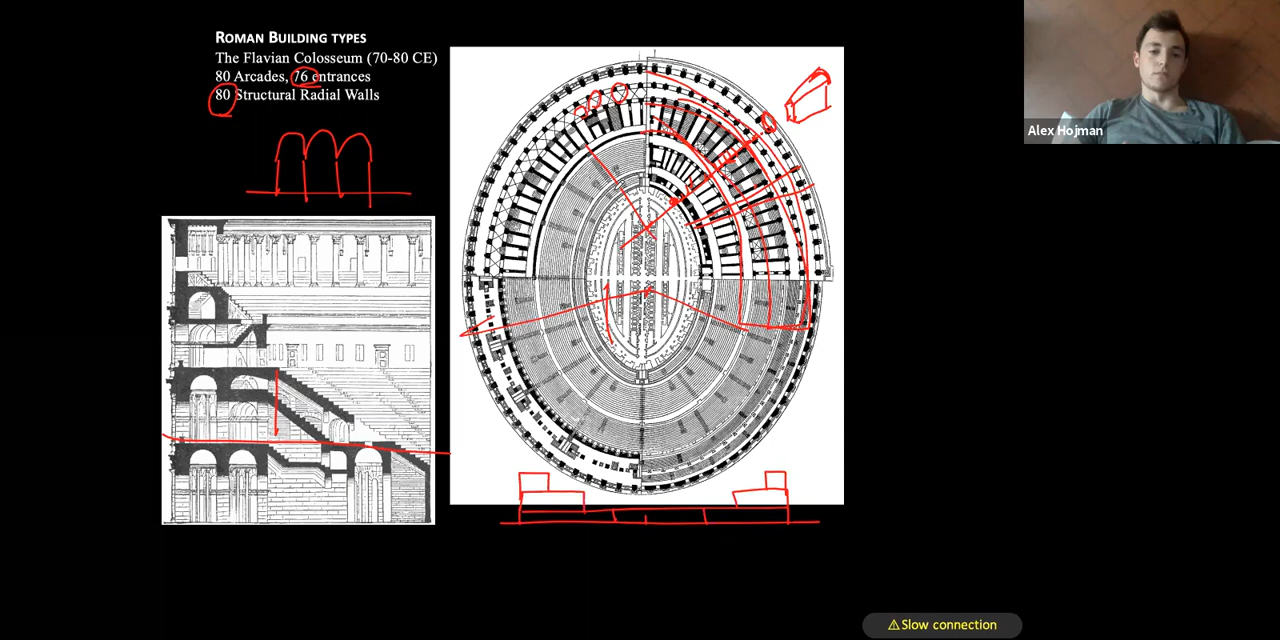 ROMAN BUILDING TYPES
The Flavian Colosseum (70-80 CE)
80 Arcades, 76 entrances
80 Structural Radial Walls
Alex Hojman
⚠Slow connection